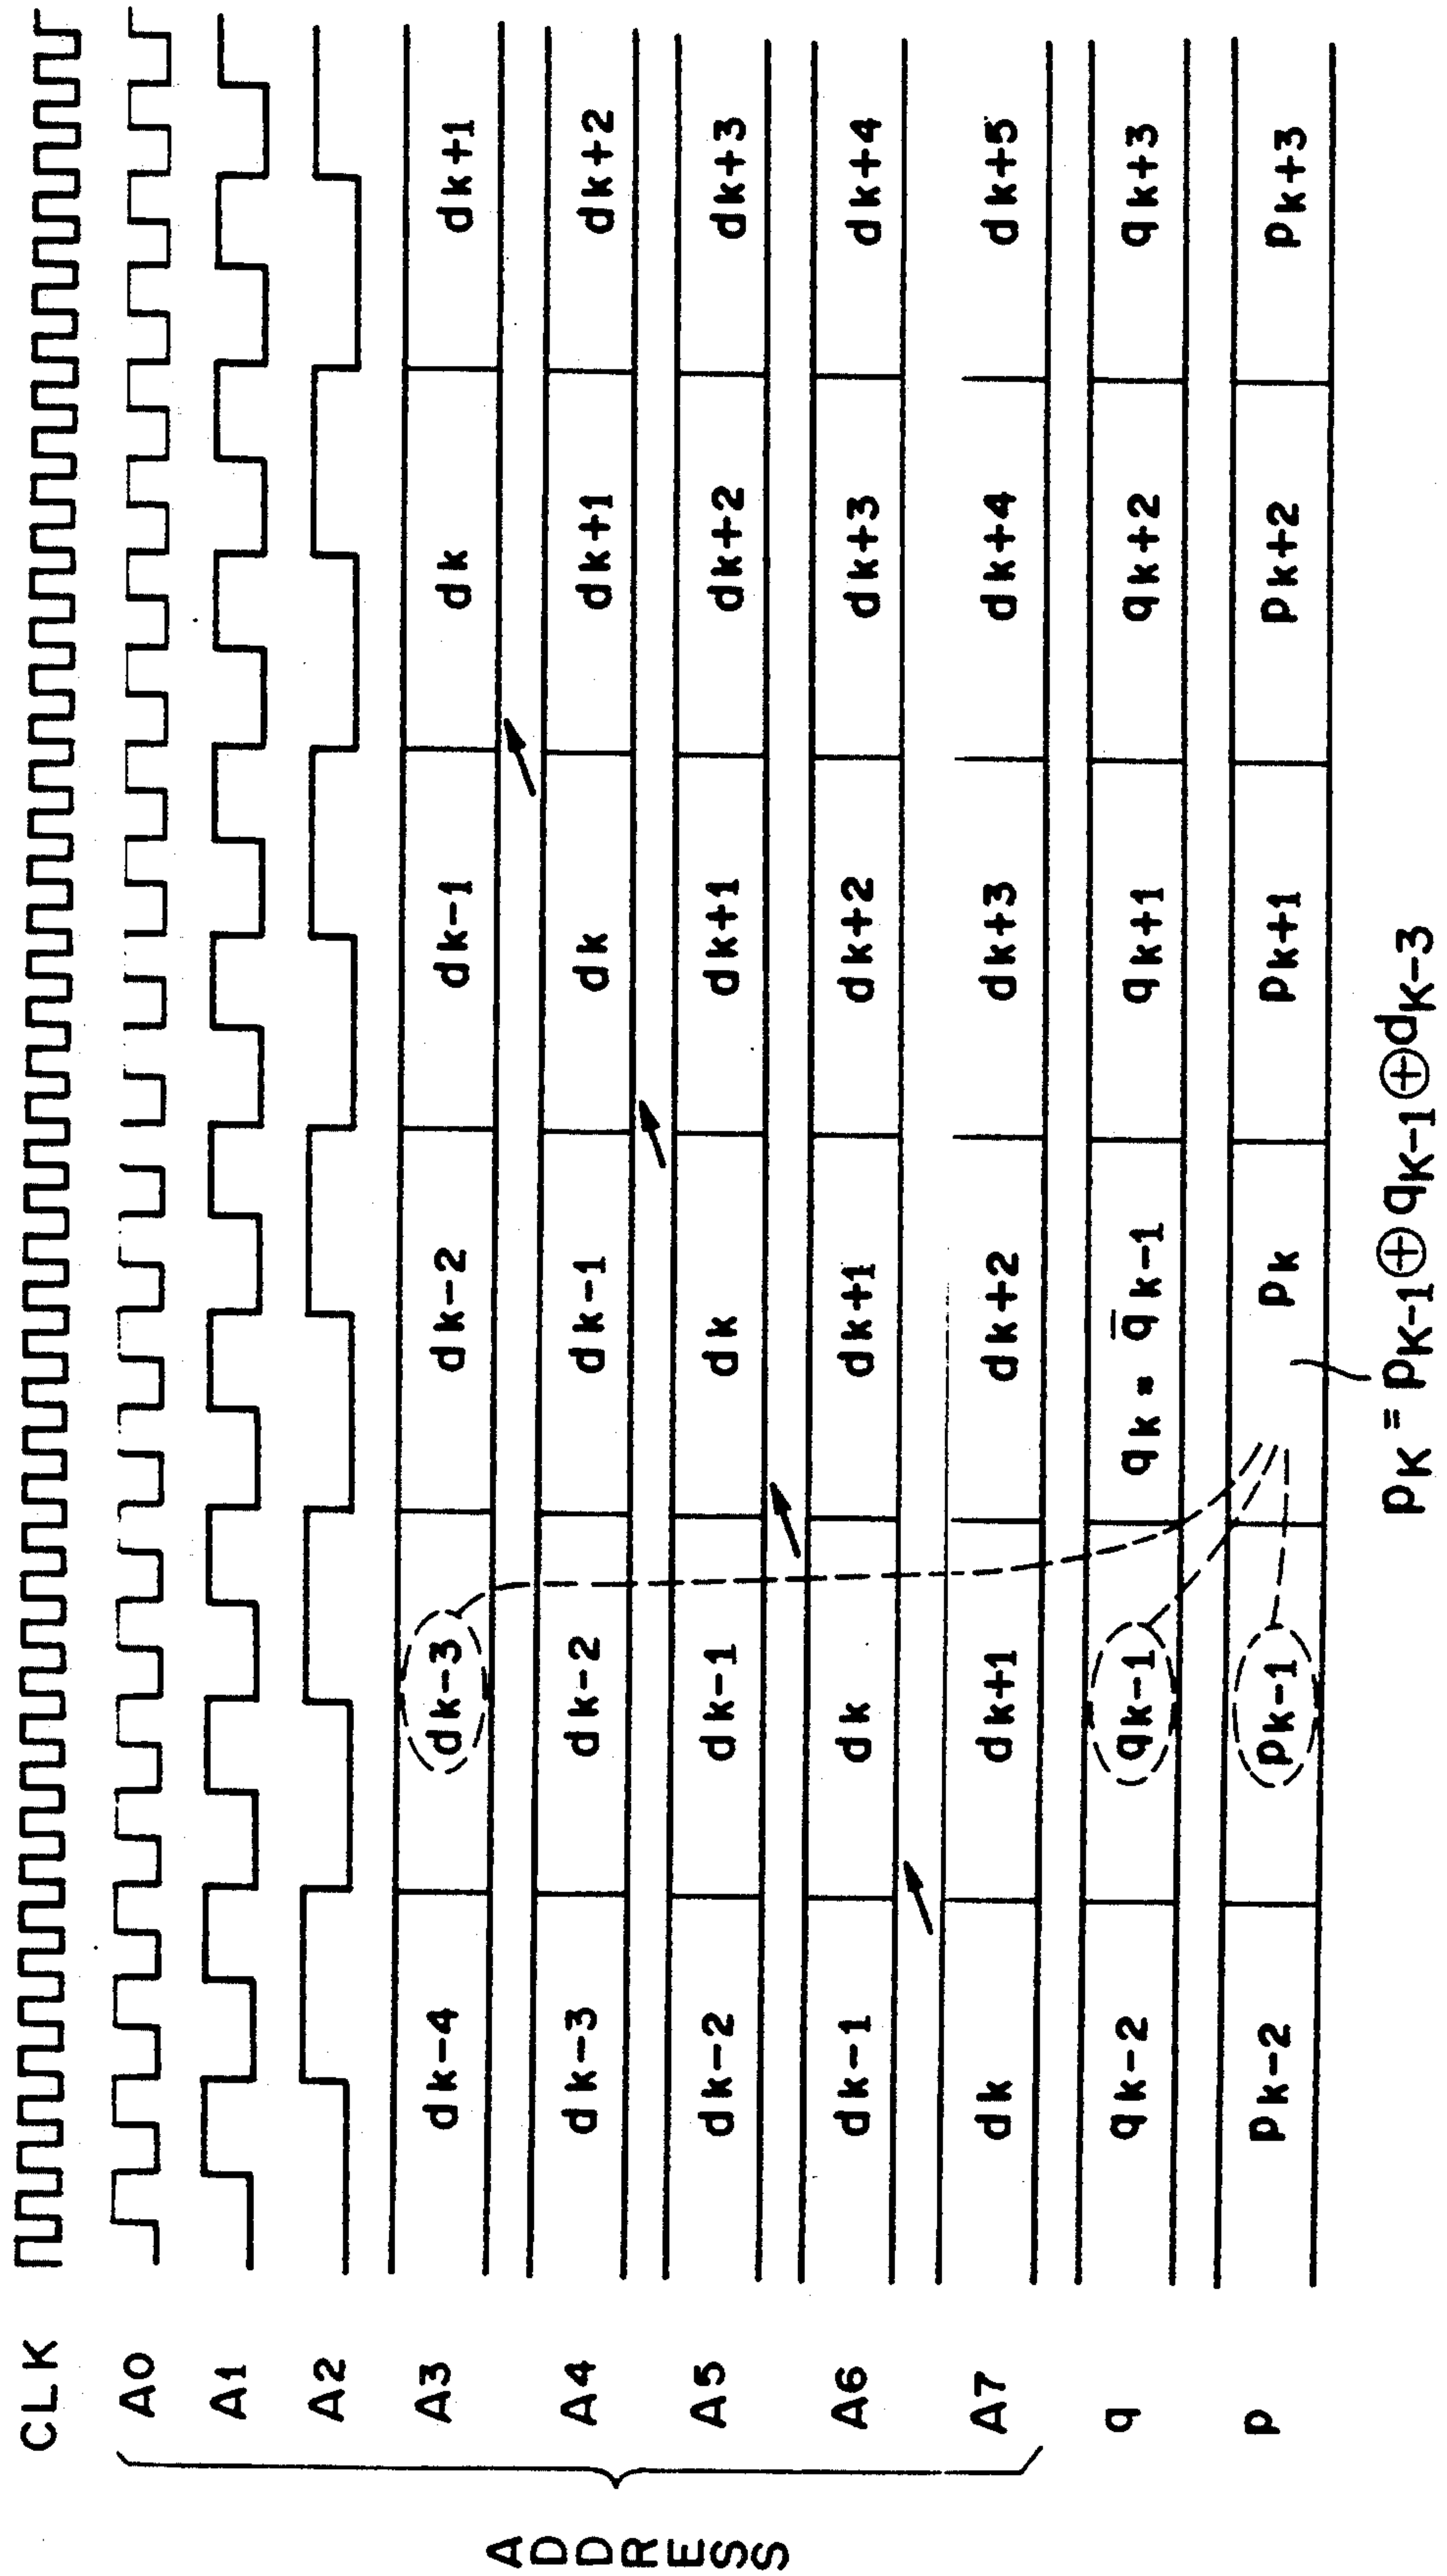 CLK
A0
A1
A2
A3 dk-4 dk-3 dk-2 dk-1 dk dk+1
A4 dk-3 dk-2 dk-1 dk dk+1 dk+2
A5 dk-2 dk-1 dk dk+1 dk+2 dk+3
A6 dk-1 dk dk+1 dk+2 dk+3 dk+4
A7 dk dk+1 dk+2 dk+3 dk+4 dk+5
q qk-2 qk-1 qk = q̄k-1 qk+1 qk+2 qk+3
p pk-2 pk-1 pk pk+1 pk+2 pk+3
ADDRESS
pK = pK-1⊕qK-1⊕dK-3